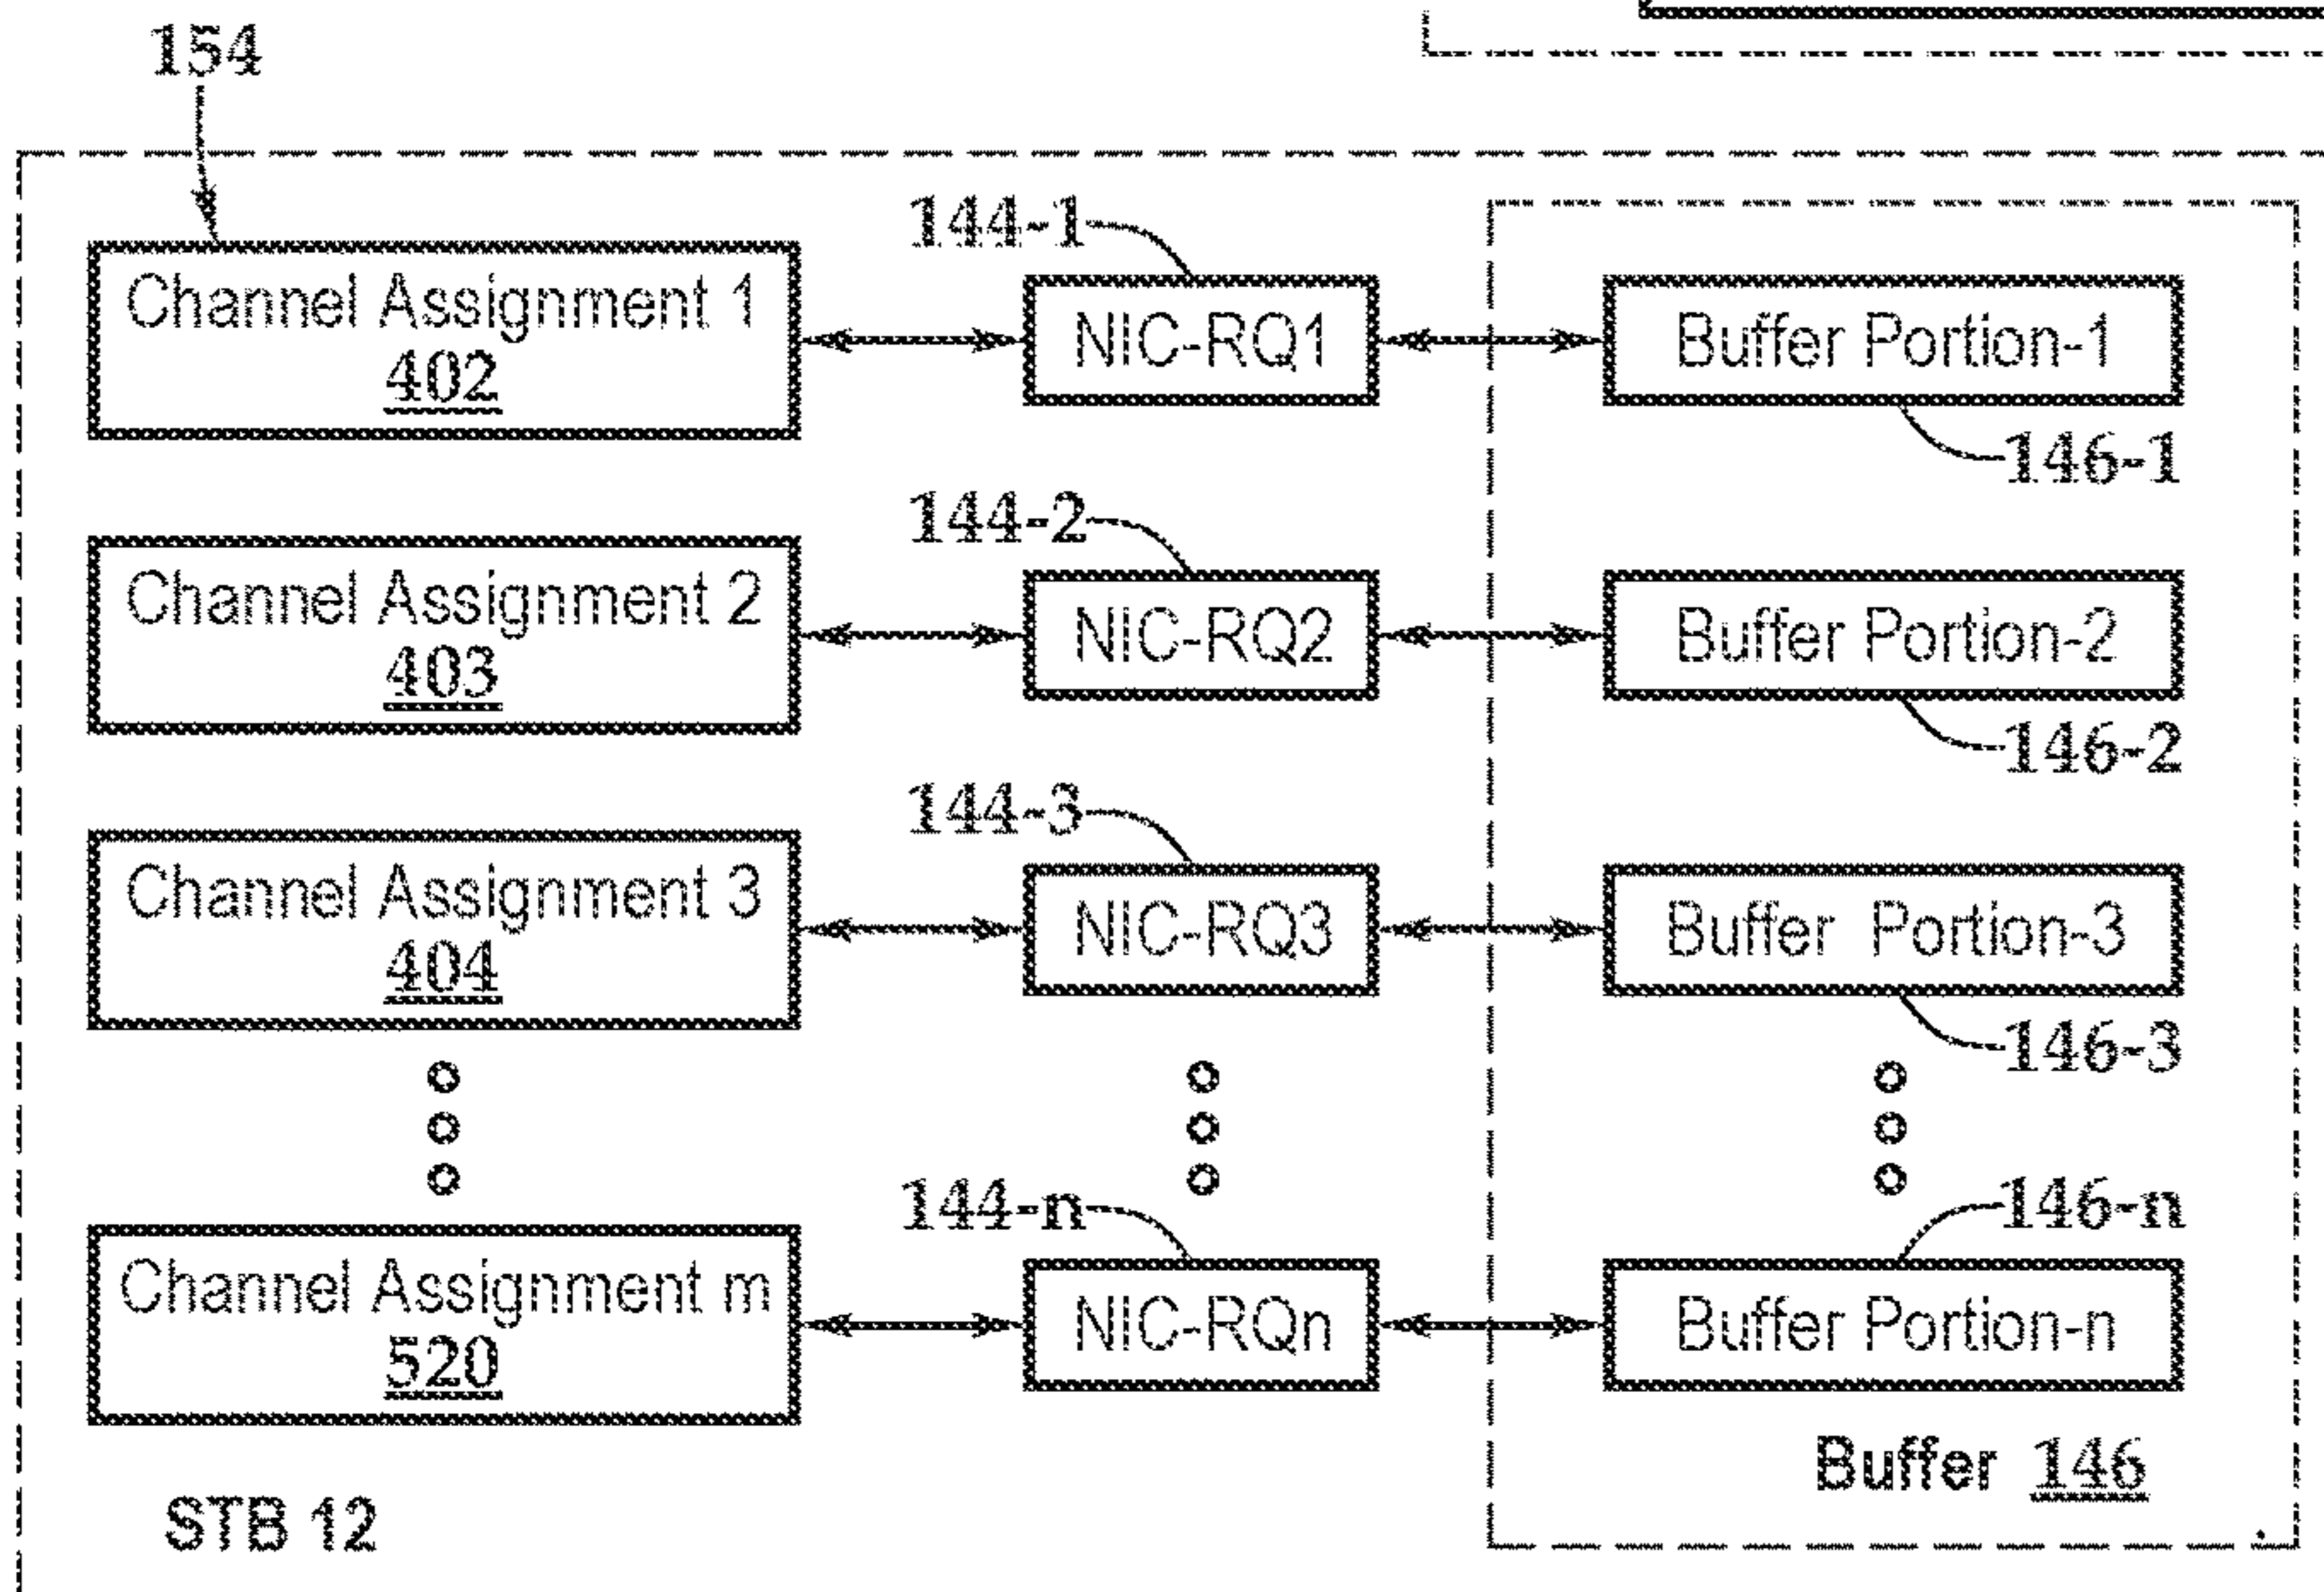 154
144-1
Channel Assignment 1
402
NIC-RQ1
Buffer Portion-1
146-1
144-2
Channel Assignment 2
403
NIC-RQ2
Buffer Portion-2
146-2
144-3
Channel Assignment 3
404
NIC-RQ3
Buffer Portion-3
146-3
144-n
146-n
Channel Assignment m
520
NIC-RQn
Buffer Portion-n
Buffer 146
STB 12